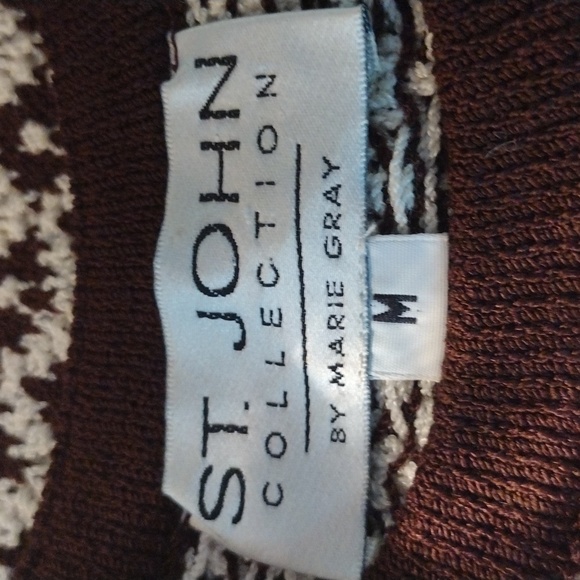 ST. JOHN
COLLECTION
BY MARIE GRAY
M